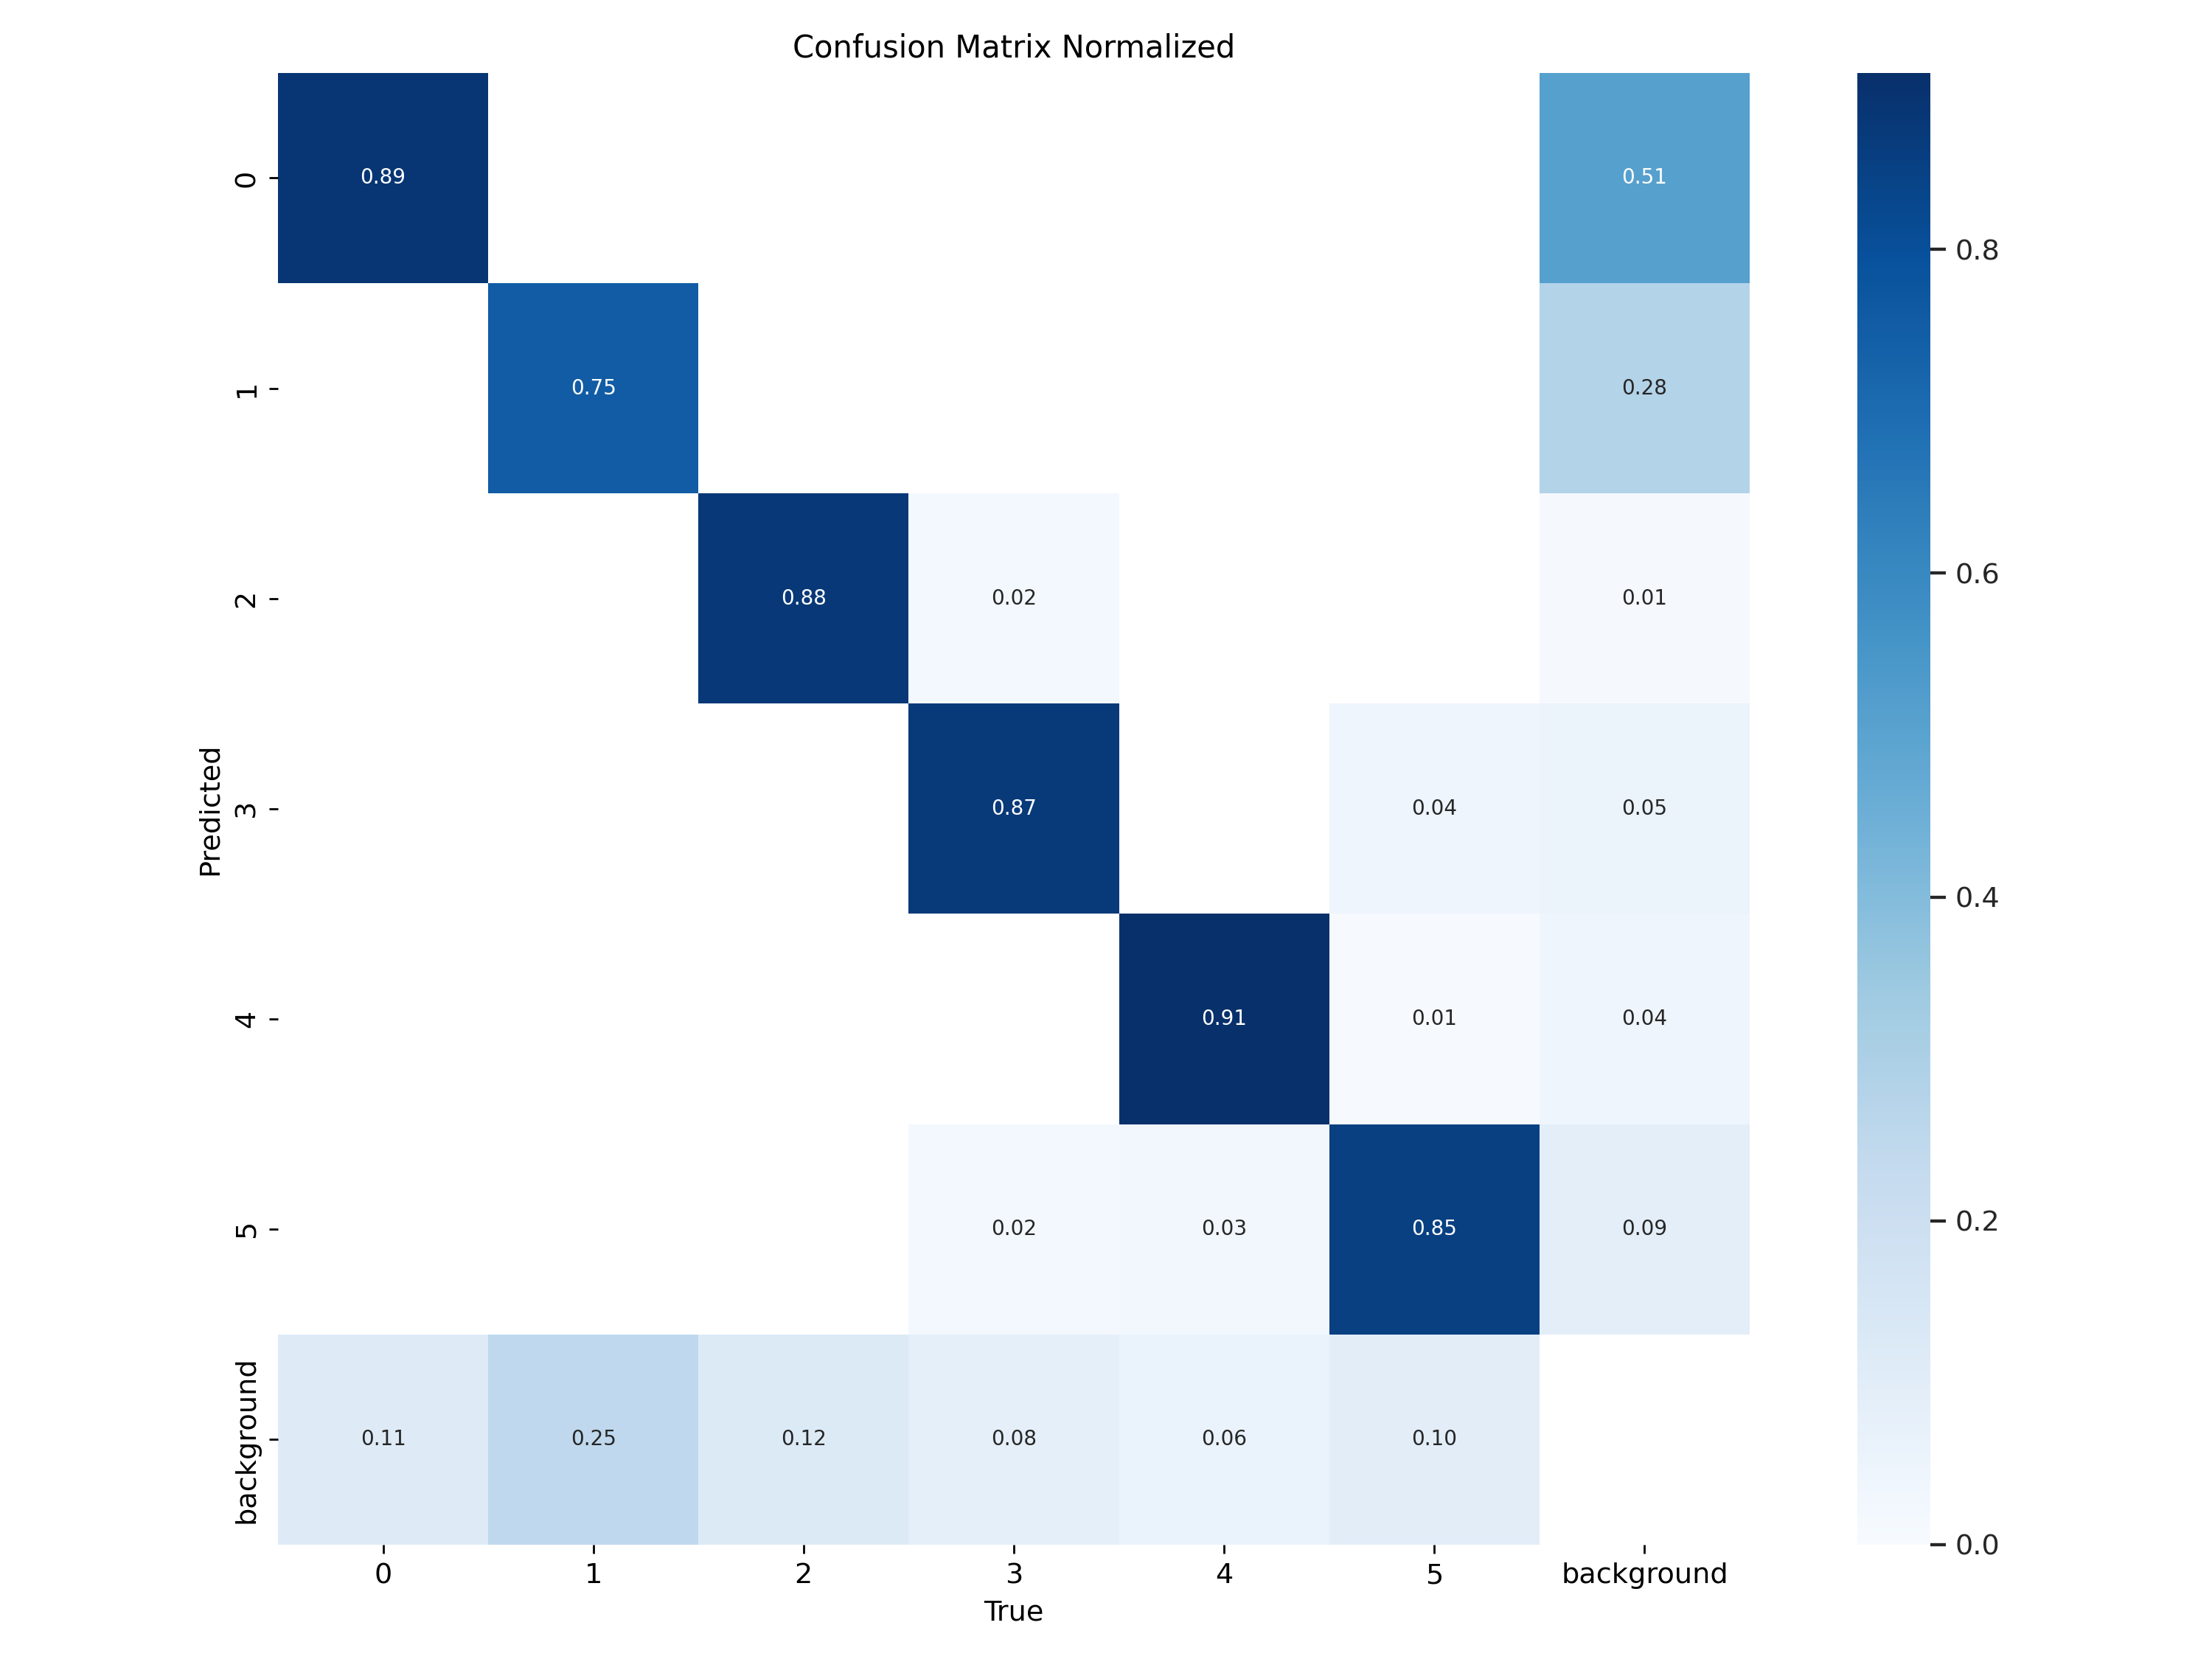 Confusion Matrix Normalized
0 0.89 0.51
1 0.75 0.28
2 0.88 0.02 0.01
3 0.87 0.04 0.05
4 0.91 0.01 0.04
5 0.02 0.03 0.85 0.09
background 0.11 0.25 0.12 0.08 0.06 0.10
0 1 2 3 4 5 background
True
Predicted
0.8
0.6
0.4
0.2
0.0